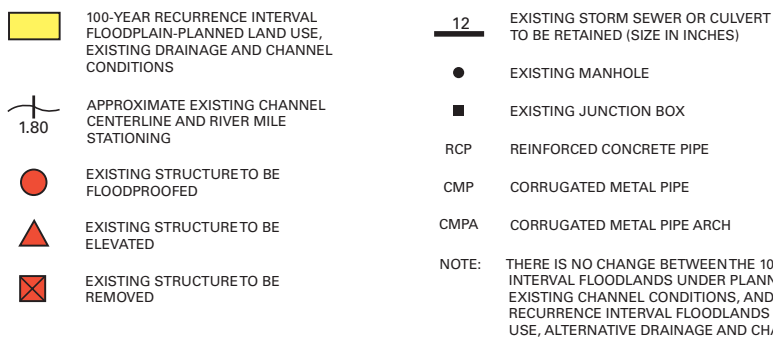 100-YEAR RECURRENCE INTERVAL
FLOODPLAIN-PLANNED LAND USE,
EXISTING DRAINAGE AND CHANNEL
CONDITIONS
1.80
APPROXIMATE EXISTING CHANNEL
CENTERLINE AND RIVER MILE
STATIONING
EXISTING STRUCTURE TO BE
FLOODPROOFED
EXISTING STRUCTURE TO BE
ELEVATED
EXISTING STRUCTURE TO BE
REMOVED
12 EXISTING STORM SEWER OR CULVERT
TO BE RETAINED (SIZE IN INCHES)
EXISTING MANHOLE
EXISTING JUNCTION BOX
RCP REINFORCED CONCRETE PIPE
CMP CORRUGATED METAL PIPE
CMPA CORRUGATED METAL PIPE ARCH
NOTE: THERE IS NO CHANGE BETWEEN THE 10
INTERVAL FLOODLANDS UNDER PLANN
EXISTING CHANNEL CONDITIONS, AND
RECURRENCE INTERVAL FLOODLANDS
USE, ALTERNATIVE DRAINAGE AND CHA